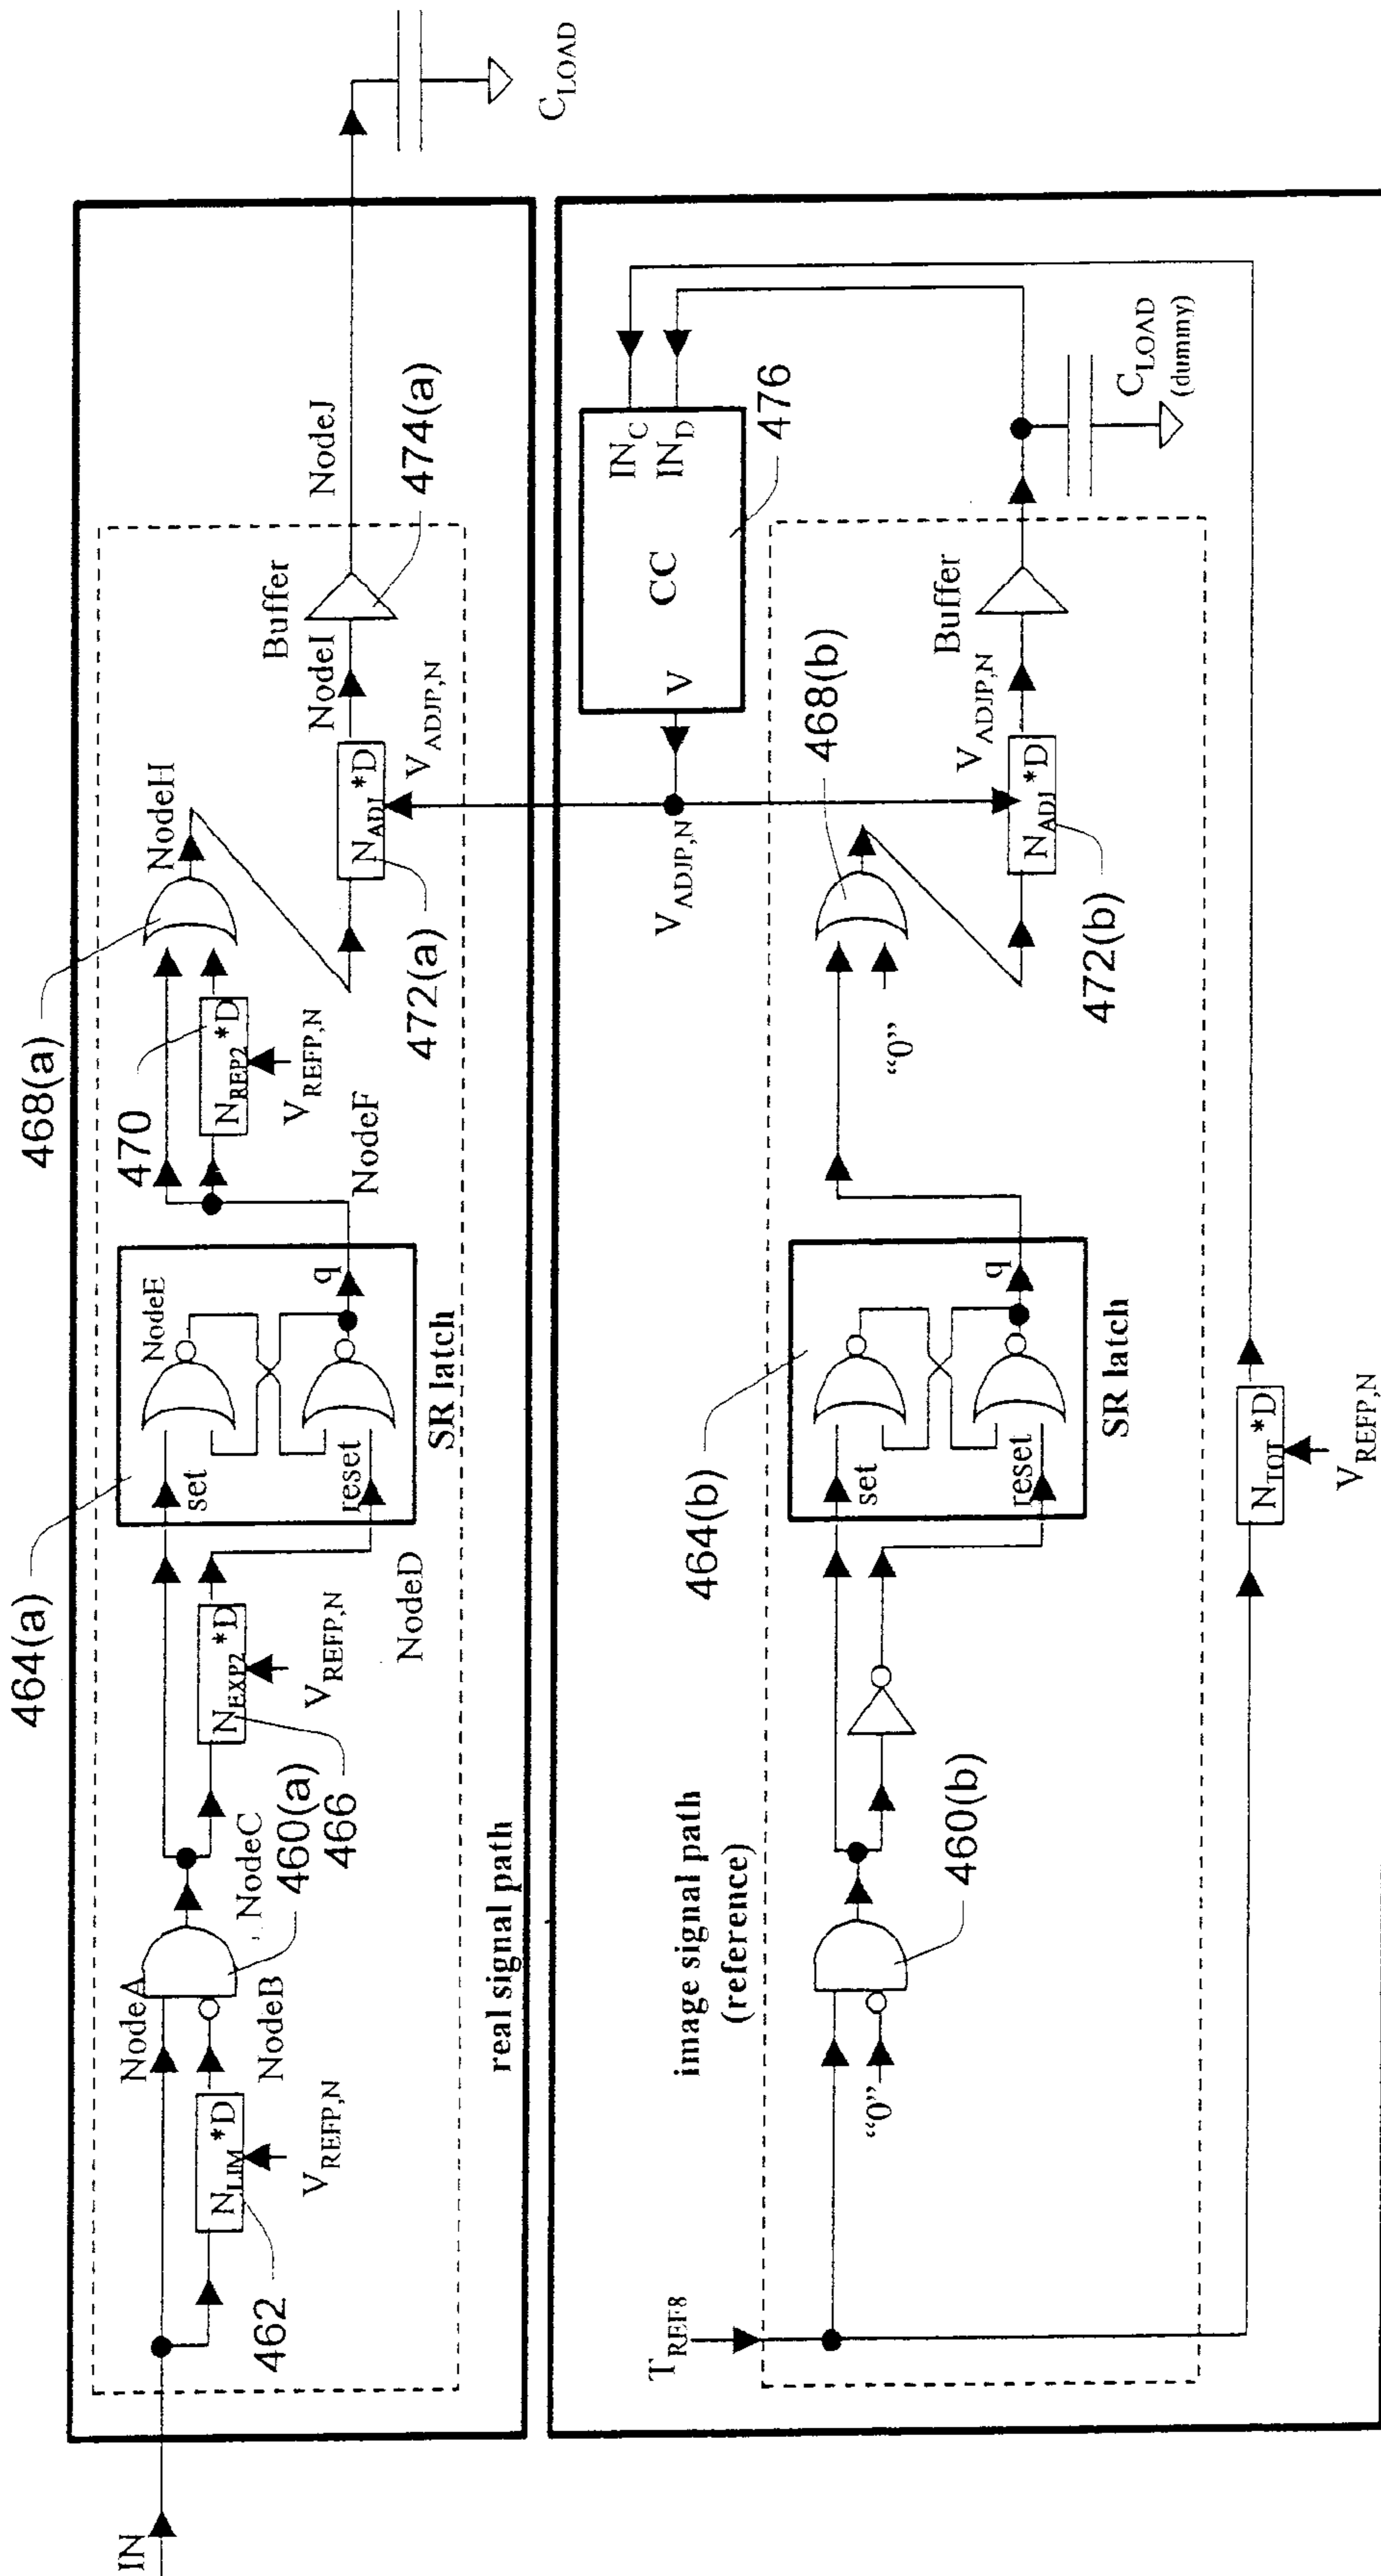 IN
real signal path
462
N_LIM *D
V_REFP,N
NodeA
NodeB
NodeC
460(a)
466
N_EXP2 *D
V_REFP,N
NodeD
464(a)
set
reset
NodeE
q
SR latch
NodeF
470
N_REP2 *D
V_REFP,N
468(a)
NodeH
472(a)
N_ADJ *D
V_ADJP,N
NodeI
Buffer
474(a)
NodeJ
C_LOAD
image signal path
(reference)
T_REF8
"0"
460(b)
464(b)
set
reset
q
SR latch
"0"
468(b)
472(b)
N_ADJ *D
V_ADJP,N
Buffer
V_ADJP,N
V
CC
IN_C
IN_D
476
C_LOAD
(dummy)
N_TOT *D
V_REFP,N